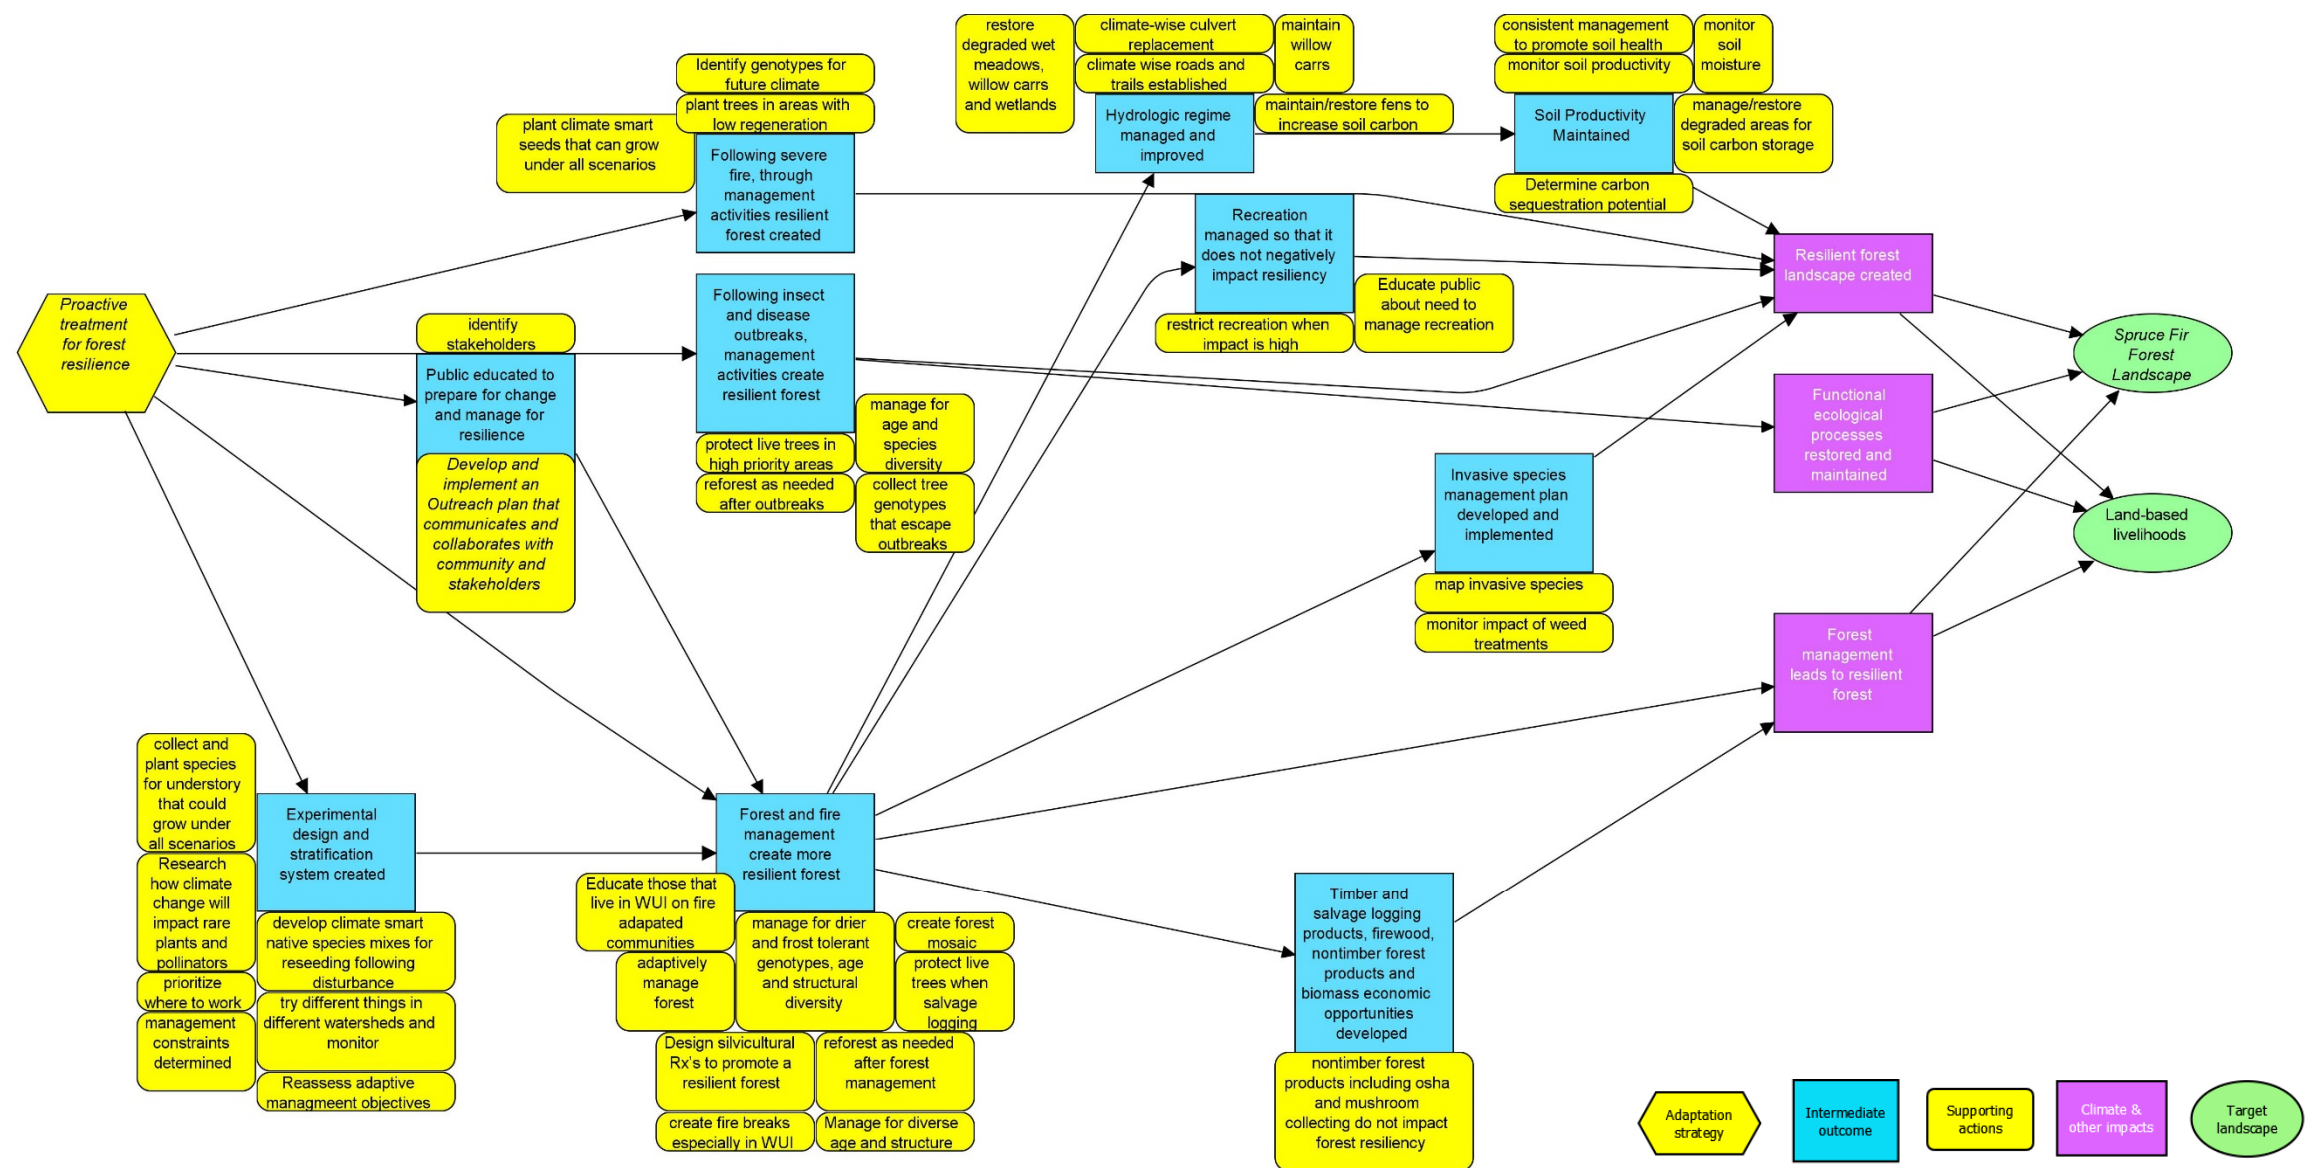 restore
degraded wet
meadows,
willow carrs
and wetlands
climate-wise culvert
replacement
climate wise roads and
trails established
maintain
willow
carrs
consistent management
to promote soil health
monitor soil productivity
monitor
soil
moisture
Identify genotypes for
future climate
plant trees in areas with
low regeneration
plant climate smart
seeds that can grow
under all scenarios
Following severe
fire, through
management
activities resilient
forest created
Hydrologic regime
managed and
improved
maintain/restore fens to
increase soil carbon
Soil Productivity
Maintained
manage/restore
degraded areas for
soil carbon storage
Determine carbon
sequestration potential
Recreation
managed so that it
does not negatively
impact resiliency
Educate public
about need to
manage recreation
restrict recreation when
impact is high
Resilient forest
landscape created
Proactive
treatment
for forest
resilience
identify
stakeholders
Public educated to
prepare for change
and manage for
resilience
Develop and
implement an
Outreach plan that
communicates and
collaborates with
community and
stakeholders
Following insect
and disease
outbreaks,
management
activities create
resilient forest
protect live trees in
high priority areas
reforest as needed
after outbreaks
manage for
age and
species
diversity
collect tree
genotypes
that escape
outbreaks
Spruce Fir
Forest
Landscape
Functional
ecological
processes
restored and
maintained
Land-based
livelihoods
Invasive species
management plan
developed and
implemented
map invasive species
monitor impact of weed
treatments
Forest
management
leads to resilient
forest
collect and
plant species
for understory
that could
grow under
all scenarios
Research
how climate
change will
impact rare
plants and
pollinators
prioritize
where to work
management
constraints
determined
Experimental
design and
stratification
system created
develop climate smart
native species mixes for
reseeding following
disturbance
try different things in
different watersheds and
monitor
Reassess adaptive
managmeent objectives
Forest and fire
management
create more
resilient forest
Educate those that
live in WUI on fire
adapated
communities
adaptively
manage
forest
manage for drier
and frost tolerant
genotypes, age
and structural
diversity
create forest
mosaic
protect live
trees when
salvage
logging
Design silvicultural
Rx's to promote a
resilient forest
reforest as needed
after forest
management
create fire breaks
especially in WUI
Manage for diverse
age and structure
Timber and
salvage logging
products, firewood,
nontimber forest
products and
biomass economic
opportunities
developed
nontimber forest
products including osha
and mushroom
collecting do not impact
forest resiliency
Adaptation
strategy
Intermediate
outcome
Supporting
actions
Climate &
other impacts
Target
landscape